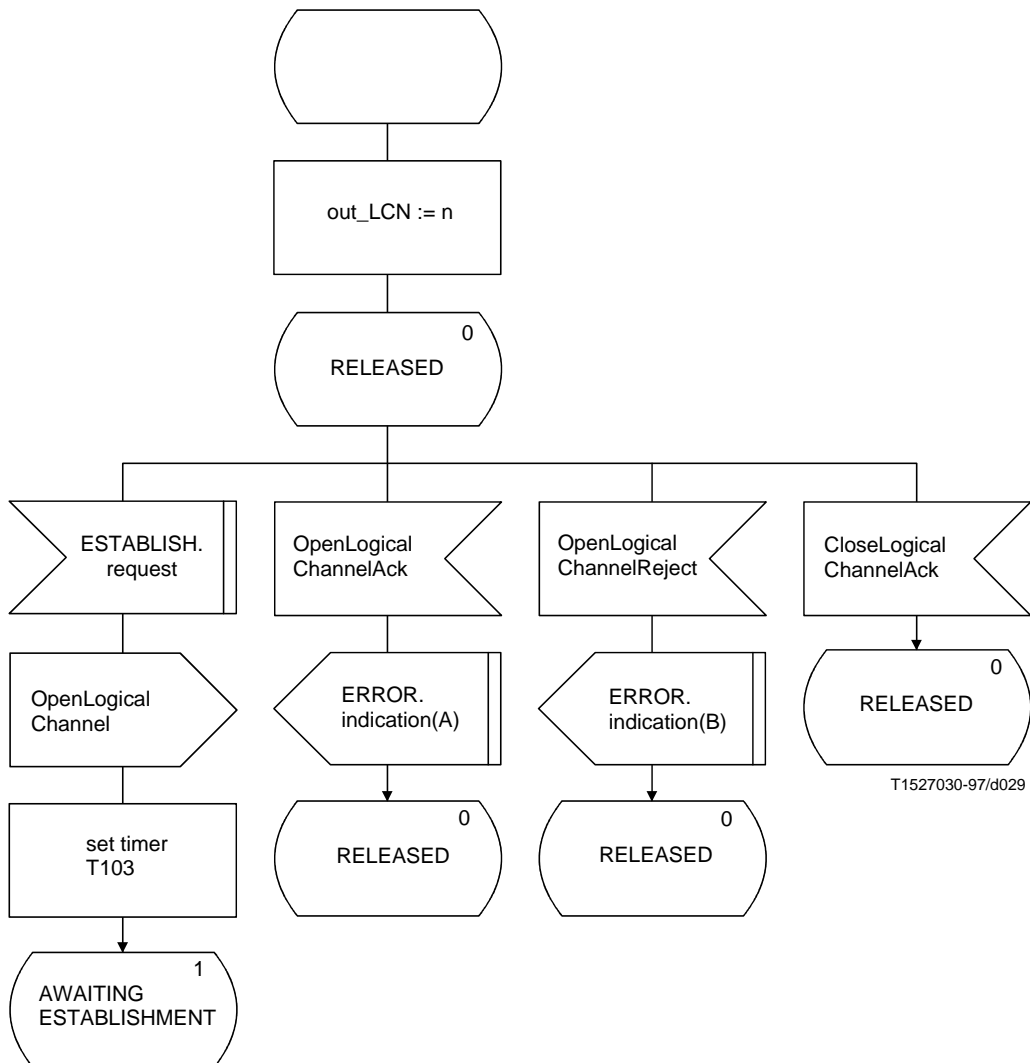 out_LCN := n
0
RELEASED
ESTABLISH.
request
OpenLogical
ChannelAck
OpenLogical
ChannelReject
CloseLogical
ChannelAck
OpenLogical
Channel
ERROR.
indication(A)
ERROR.
indication(B)
0
RELEASED
T1527030-97/d029
set timer
T103
0
RELEASED
0
RELEASED
1
AWAITING
ESTABLISHMENT